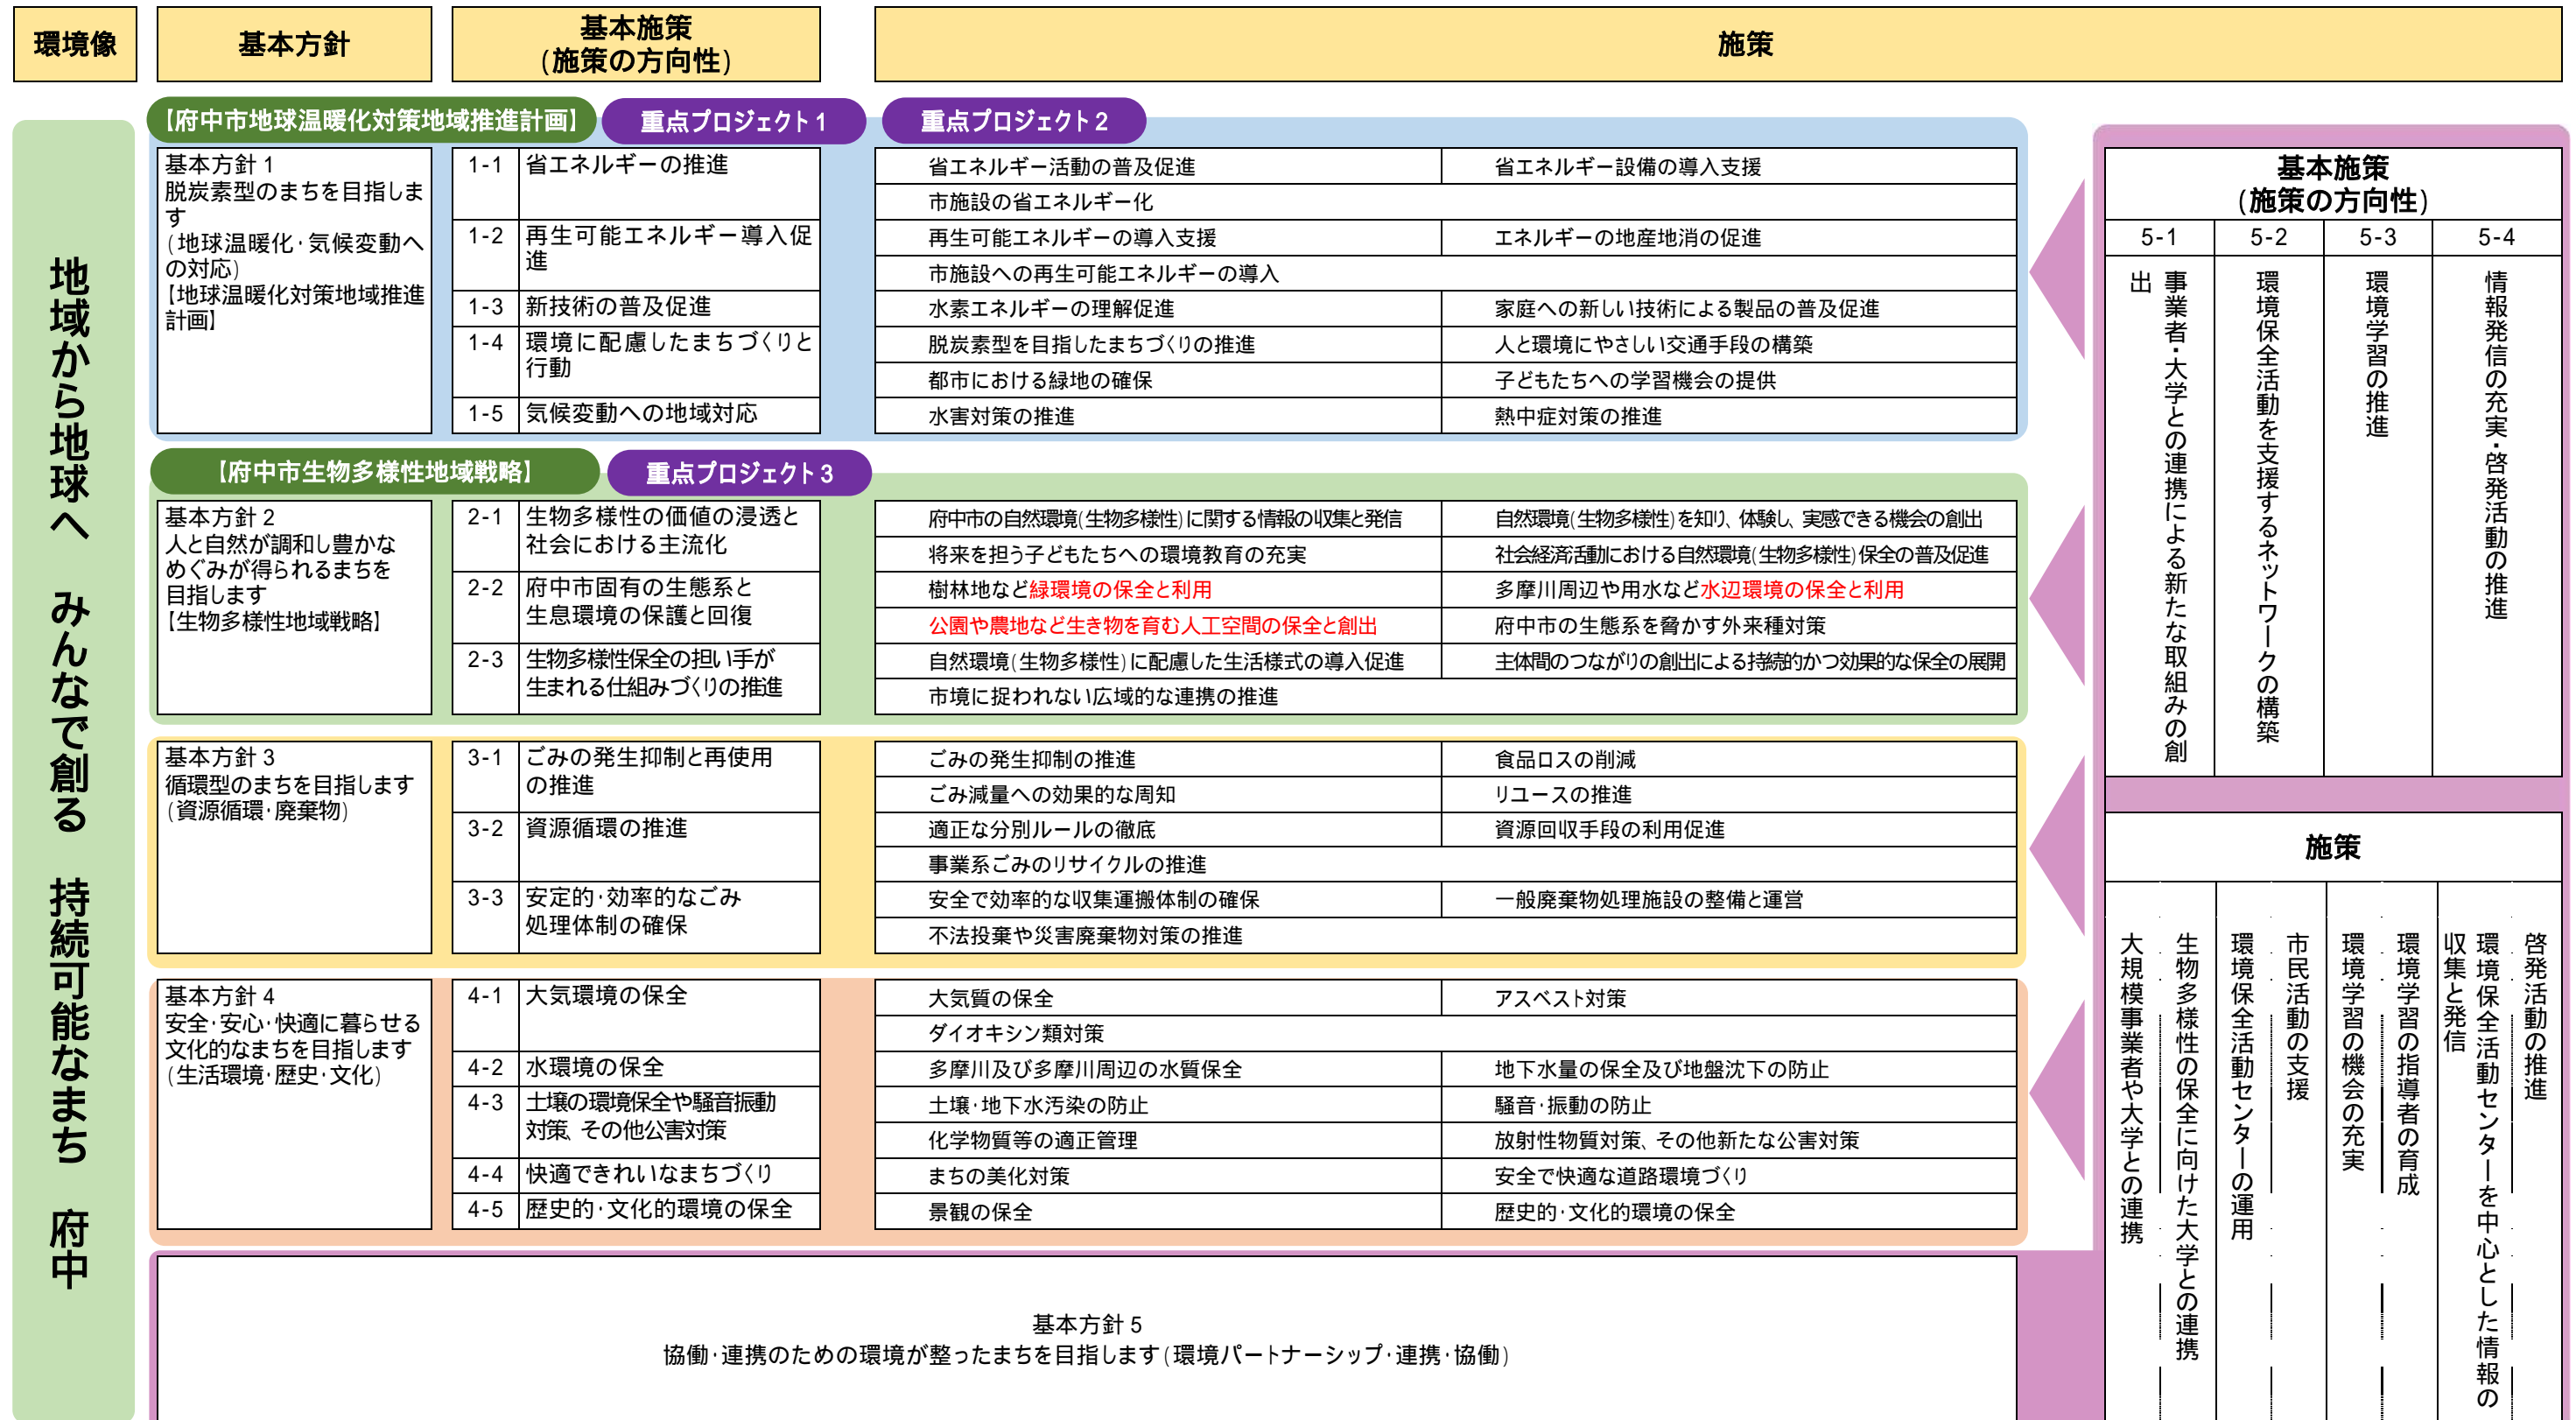 環境像
基本方針
基本施策
(施策の方向性)
施策
地域から地球へ　みんなで創る　持続可能なまち　府中
【府中市地球温暖化対策地域推進計画】
重点プロジェクト1
重点プロジェクト2
基本方針1
脱炭素型のまちを目指しま
す
(地球温暖化・気候変動へ
の対応)
【地球温暖化対策地域推進
計画】
1-1 省エネルギーの推進
省エネルギー活動の普及促進
省エネルギー設備の導入支援
市施設の省エネルギー化
1-2 再生可能エネルギー導入促
進
再生可能エネルギーの導入支援
エネルギーの地産地消の促進
市施設への再生可能エネルギーの導入
1-3 新技術の普及促進
水素エネルギーの理解促進
家庭への新しい技術による製品の普及促進
1-4 環境に配慮したまちづくりと
行動
脱炭素型を目指したまちづくりの推進
人と環境にやさしい交通手段の構築
都市における緑地の確保
子どもたちへの学習機会の提供
1-5 気候変動への地域対応
水害対策の推進
熱中症対策の推進
【府中市生物多様性地域戦略】
重点プロジェクト3
基本方針2
人と自然が調和し豊かな
めぐみが得られるまちを
目指します
【生物多様性地域戦略】
2-1 生物多様性の価値の浸透と
社会における主流化
府中市の自然環境(生物多様性)に関する情報の収集と発信
自然環境(生物多様性)を知り、体験し、実感できる機会の創出
将来を担う子どもたちへの環境教育の充実
社会経済活動における自然環境(生物多様性)保全の普及促進
2-2 府中市固有の生態系と
生息環境の保護と回復
樹林地など緑環境の保全と利用
多摩川周辺や用水など水辺環境の保全と利用
公園や農地など生き物を育む人工空間の保全と創出
府中市の生態系を脅かす外来種対策
2-3 生物多様性保全の担い手が
生まれる仕組みづくりの推進
自然環境(生物多様性)に配慮した生活様式の導入促進
主体間のつながりの創出による持続的かつ効果的な保全の展開
市境に捉われない広域的な連携の推進
基本方針3
循環型のまちを目指します
(資源循環・廃棄物)
3-1 ごみの発生抑制と再使用
の推進
ごみの発生抑制の推進
食品ロスの削減
ごみ減量への効果的な周知
リユースの推進
3-2 資源循環の推進
適正な分別ルールの徹底
資源回収手段の利用促進
事業系ごみのリサイクルの推進
3-3 安定的・効率的なごみ
処理体制の確保
安全で効率的な収集運搬体制の確保
一般廃棄物処理施設の整備と運営
不法投棄や災害廃棄物対策の推進
基本方針4
安全・安心・快適に暮らせる
文化的なまちを目指します
(生活環境・歴史・文化)
4-1 大気環境の保全
大気質の保全
アスベスト対策
ダイオキシン類対策
4-2 水環境の保全
多摩川及び多摩川周辺の水質保全
地下水量の保全及び地盤沈下の防止
4-3 土壌の環境保全や騒音振動
対策、その他公害対策
土壌・地下水汚染の防止
騒音・振動の防止
化学物質等の適正管理
放射性物質対策、その他新たな公害対策
4-4 快適できれいなまちづくり
まちの美化対策
安全で快適な道路環境づくり
4-5 歴史的・文化的環境の保全
景観の保全
歴史的・文化的環境の保全
基本方針5
協働・連携のための環境が整ったまちを目指します(環境パートナーシップ・連携・協働)
基本施策
(施策の方向性)
5-1
事業者・大学との連携による新たな取組みの創
出
5-2
環境保全活動を支援するネットワークの構築
5-3
環境学習の推進
5-4
情報発信の充実・啓発活動の推進
施策
大規模事業者や大学との連携
生物多様性の保全に向けた大学との連携
環境保全活動センターの運用
市民活動の支援
環境学習の機会の充実
環境学習の指導者の育成
環境保全活動センターを中心とした情報の
収集と発信
啓発活動の推進